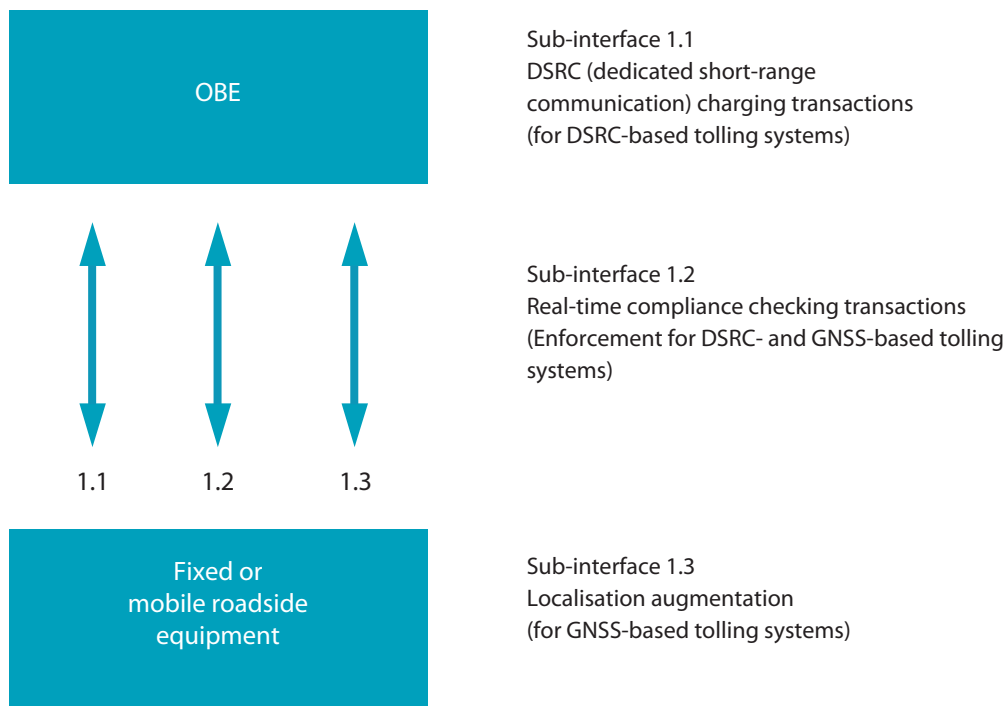 OBE
Sub-interface 1.1
DSRC (dedicated short-range
communication) charging transactions
(for DSRC-based tolling systems)
Sub-interface 1.2
Real-time compliance checking transactions
(Enforcement for DSRC- and GNSS-based tolling
systems)
1.1
1.2
1.3
Fixed or
mobile roadside
equipment
Sub-interface 1.3
Localisation augmentation
(for GNSS-based tolling systems)